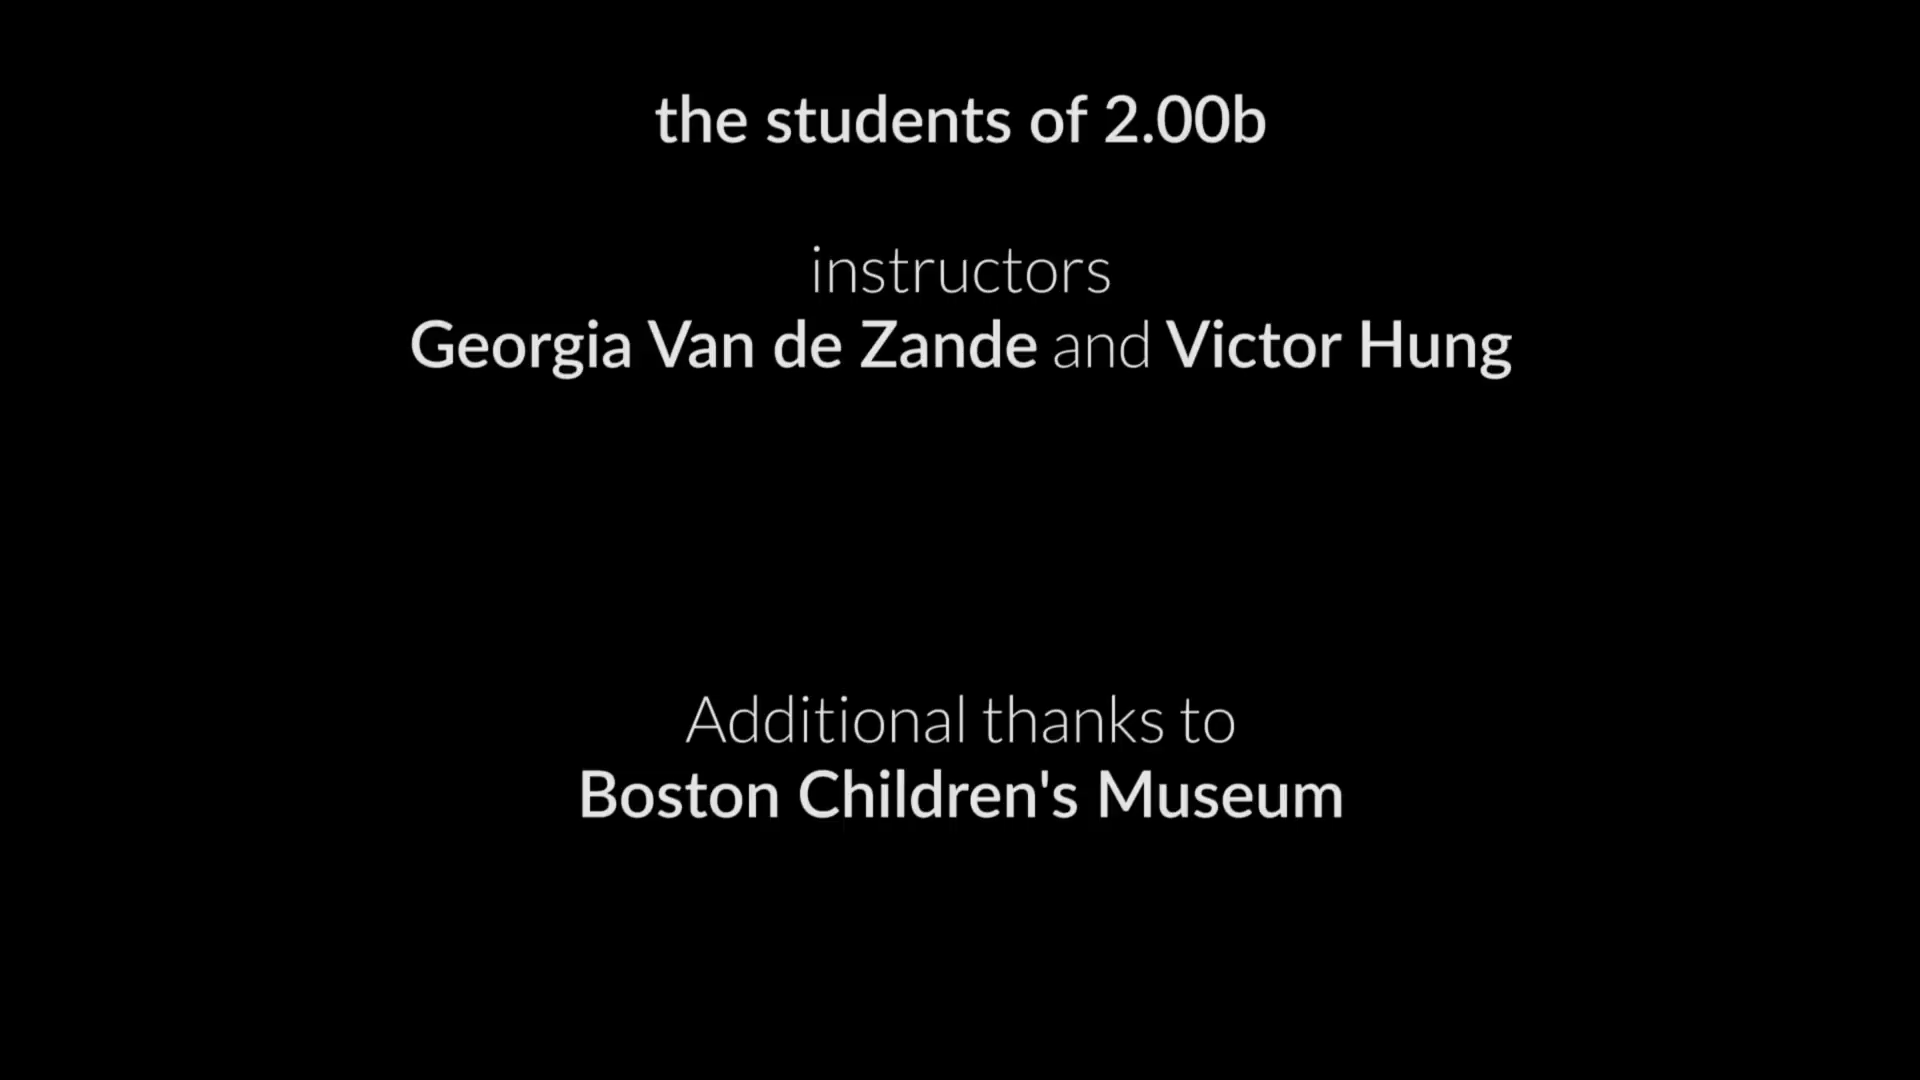 the students of 2.00b
instructors
Georgia Van de Zande and Victor Hung
Additional thanks to
Boston Children's Museum